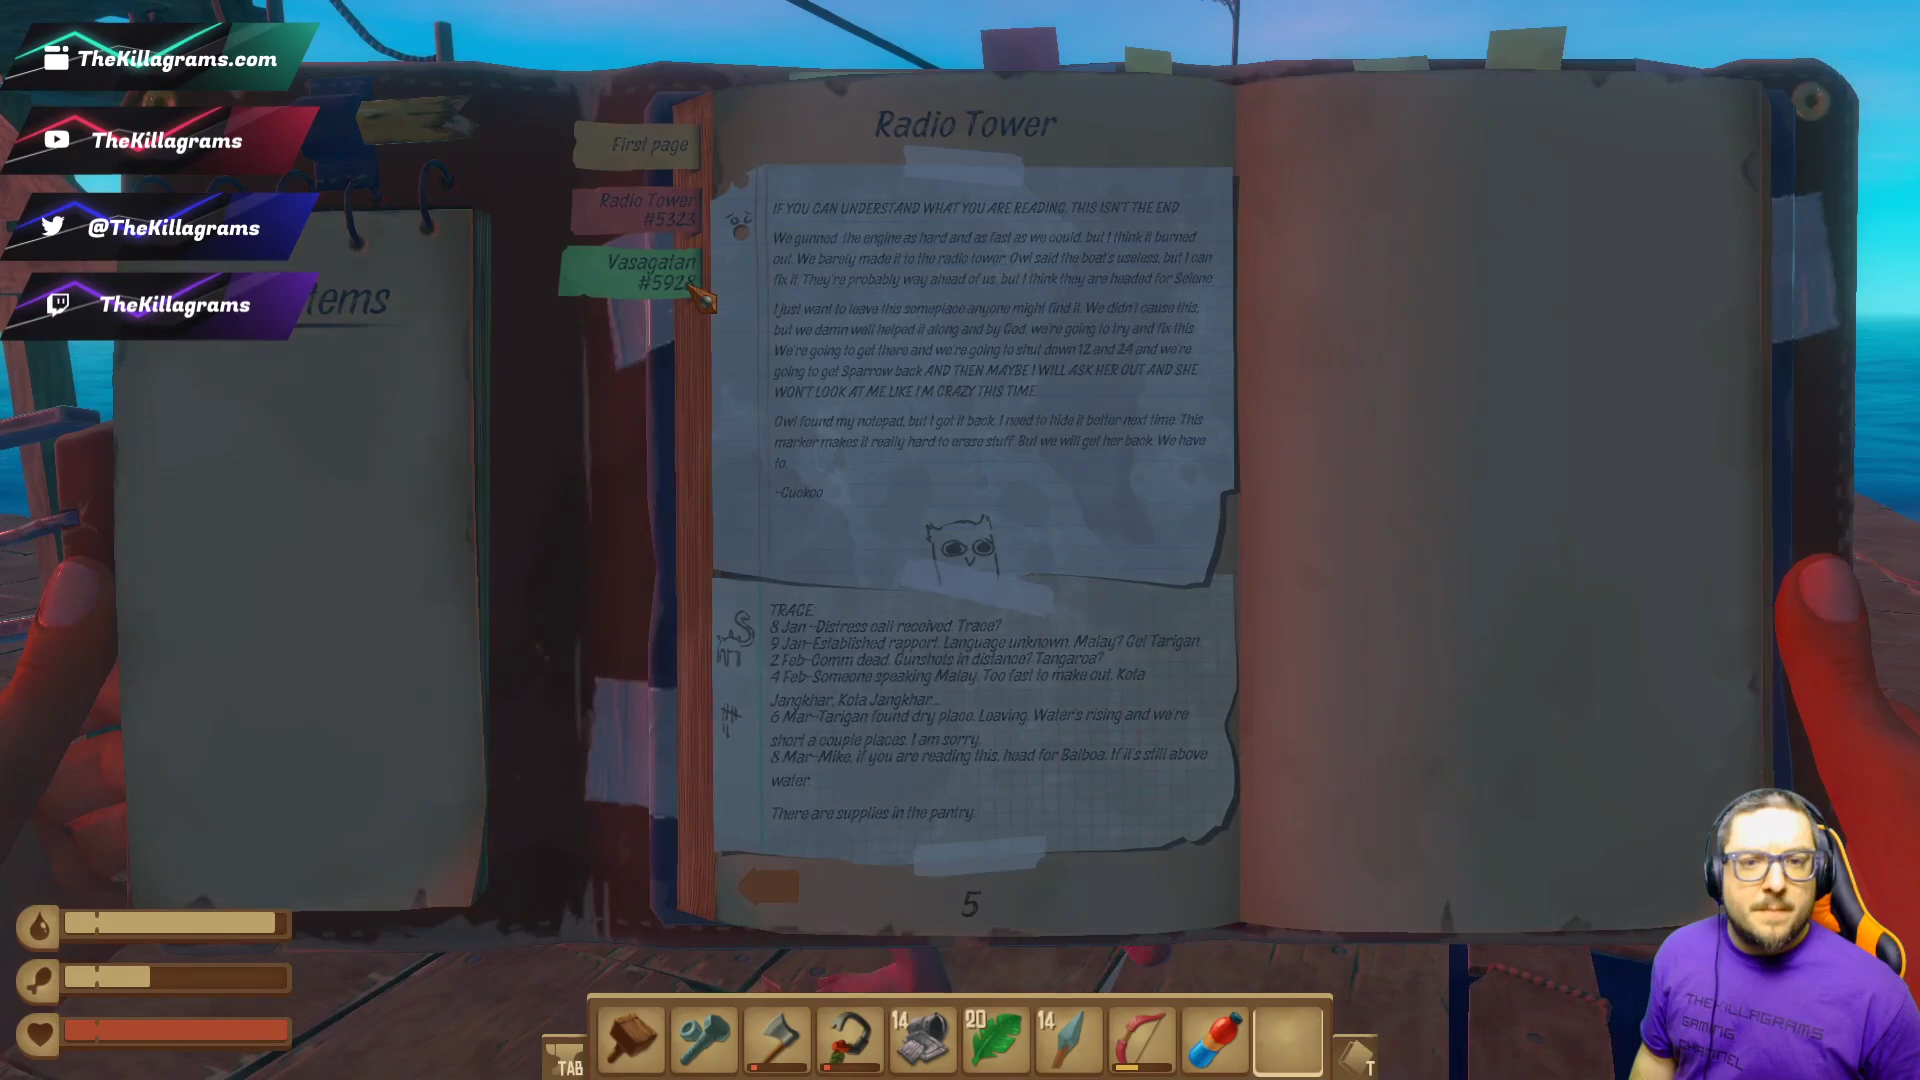 TheKillagrams.com
TheKillagrams
@TheKillagrams
TheKillagrams
tems
First page
Radio Tower
#5323
Vasagatan
#5928
Radio Tower
IF YOU CAN UNDERSTAND WHAT YOU ARE READING, THIS ISN'T THE END.
We gunned the engine as hard and as fast as we could, but I think it burned
out. We barely made it to the radio tower. Owl said the boat's useless, but I can
fix it. They're probably way ahead of us, but I think they are headed for Selene
I just want to leave this someplace anyone might find it. We didn't cause this,
but we damn well helped it along and by God, we're going to try and fix this
We're going to get there and we're going to shut down 12 and 24 and we're
going to get Sparrow back AND THEN MAYBE I WILL ASK HER OUT AND SHE
WON'T LOOK AT ME LIKE I'M CRAZY THIS TIME.
Owl found my notepad, but I got it back. I need to hide it better next time. This
marker makes it really hard to erase stuff. But we will get her back. We have
to.
-Cuckoo
TRACE
8 Jan--Distress call received. Trace?
9 Jan--Established rapport. Language unknown. Malay? Get Tarigan.
2 Feb--Comm dead. Gunshots in distance? Tangaroa?
4 Feb--Someone speaking Malay. Too fast to make out. Kota
Jangkhar, Kota Jangkhar...
6 Mar--Tarigan found dry place. Leaving. Water's rising and we're
short a couple places. I am sorry.
8 Mar--Mike, if you are reading this, head for Balboa. If it's still above
water.
There are supplies in the pantry.
5
TAB
14
20
14
T
THEKILLAGRAMS
GAMING
CHANNEL